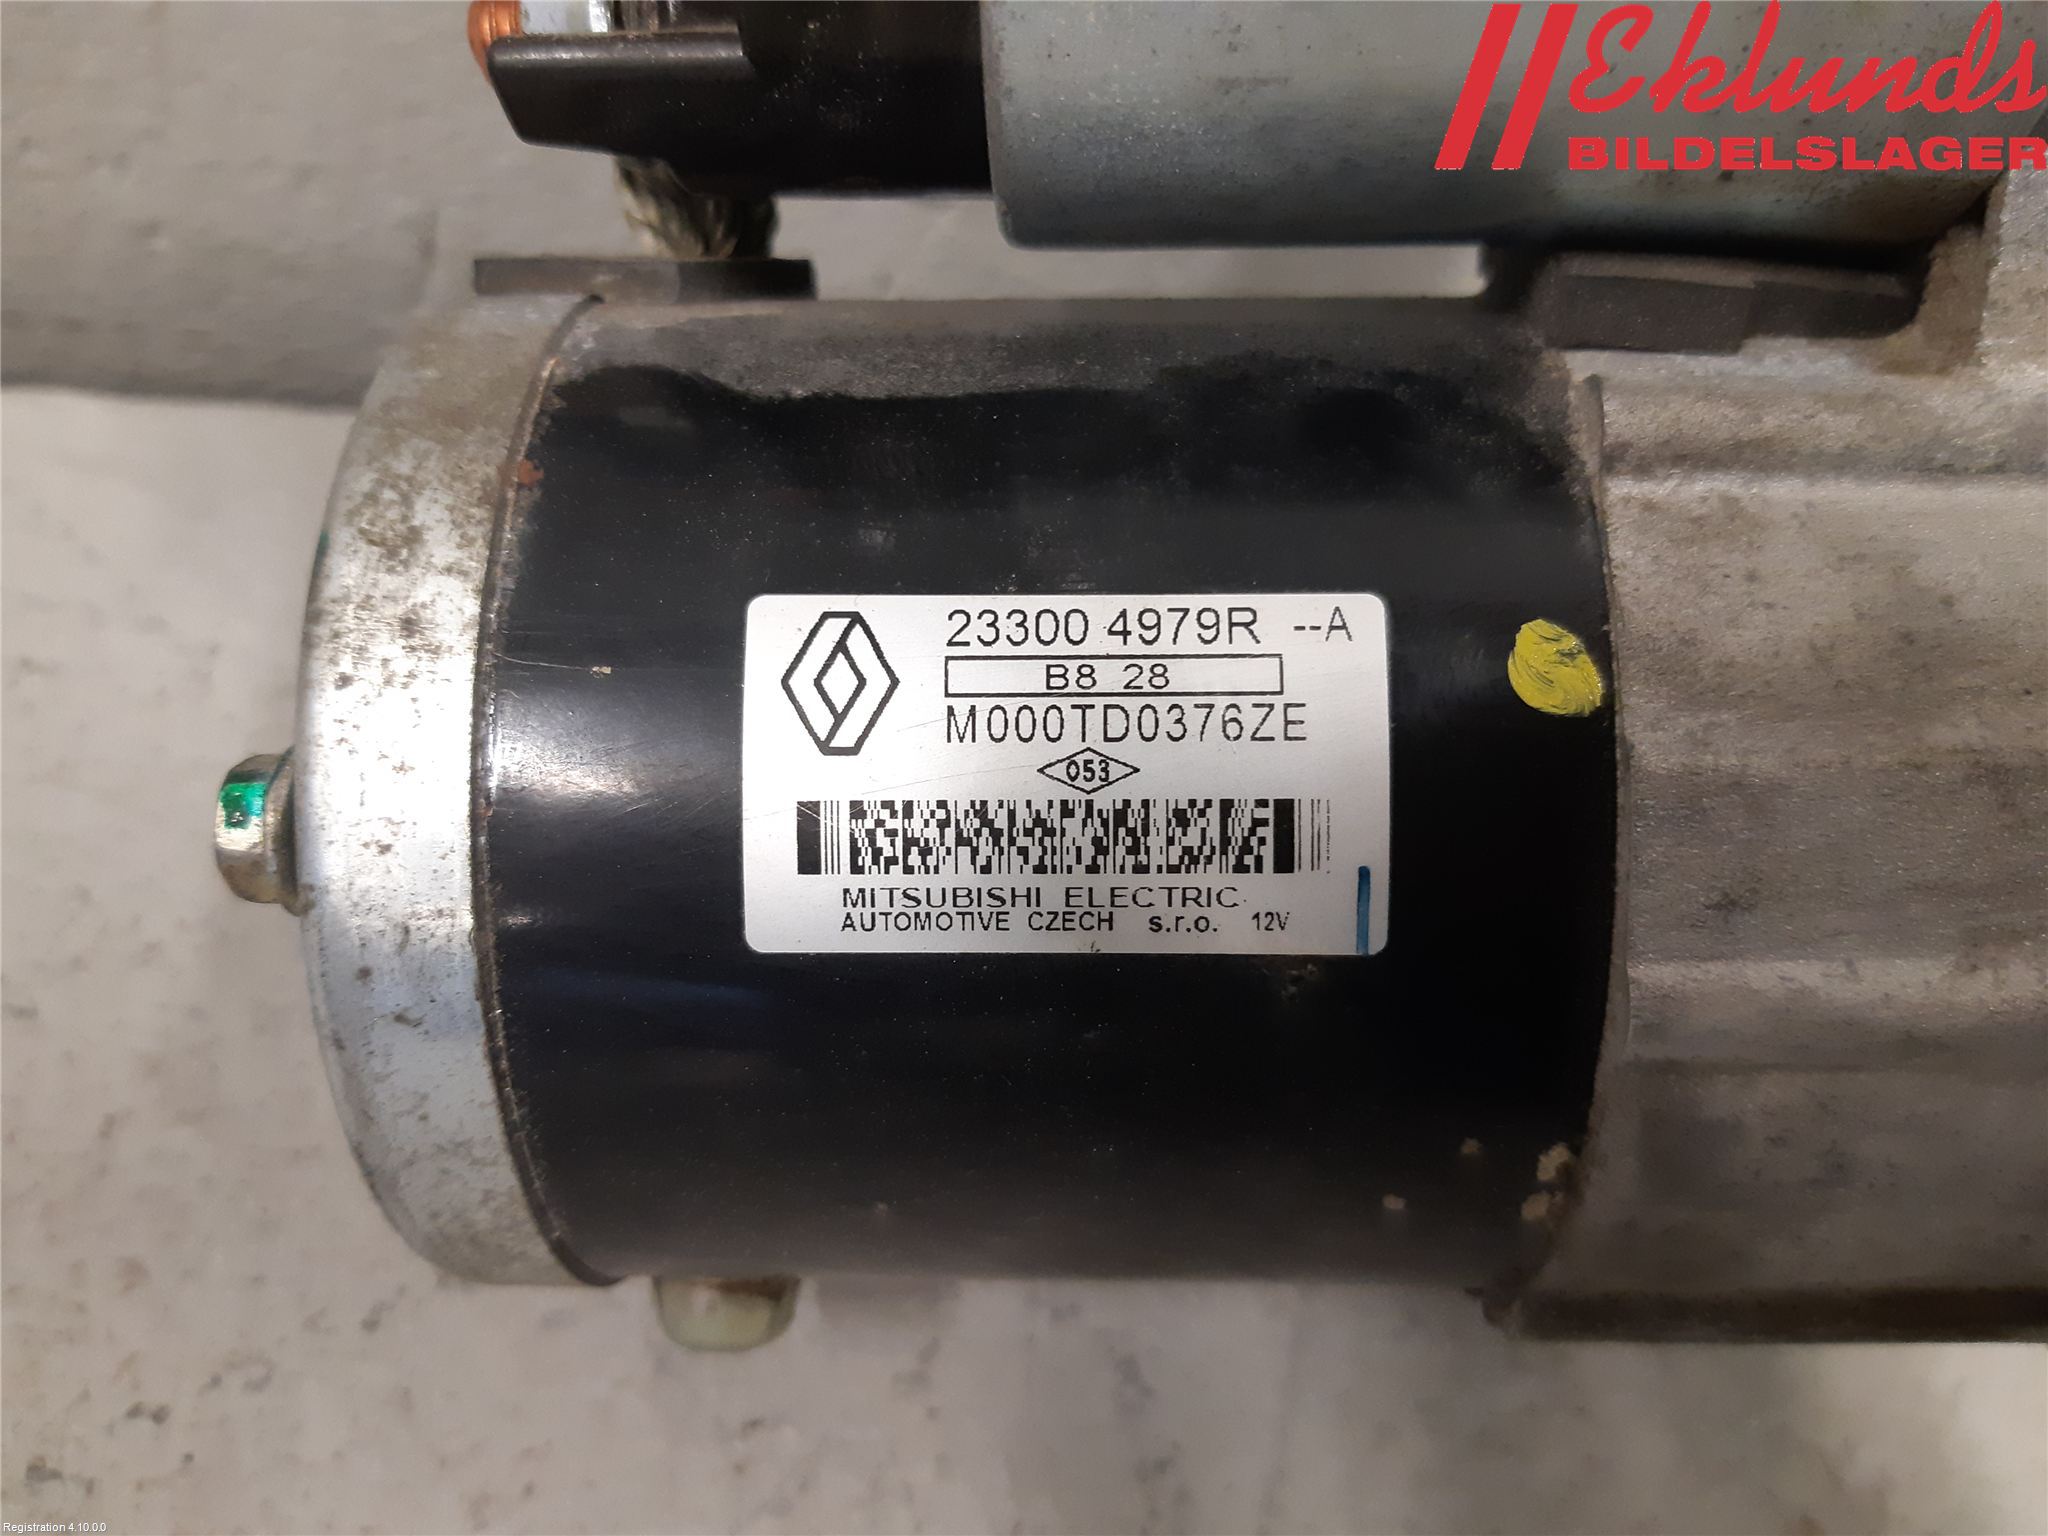 Eklunds
BILDELSLAGER
23300 4979R --A
B8 28
M000TD0376ZE
053
MITSUBISHI ELECTRIC
AUTOMOTIVE CZECH s.r.o. 12V
Registration 4.10.0.0